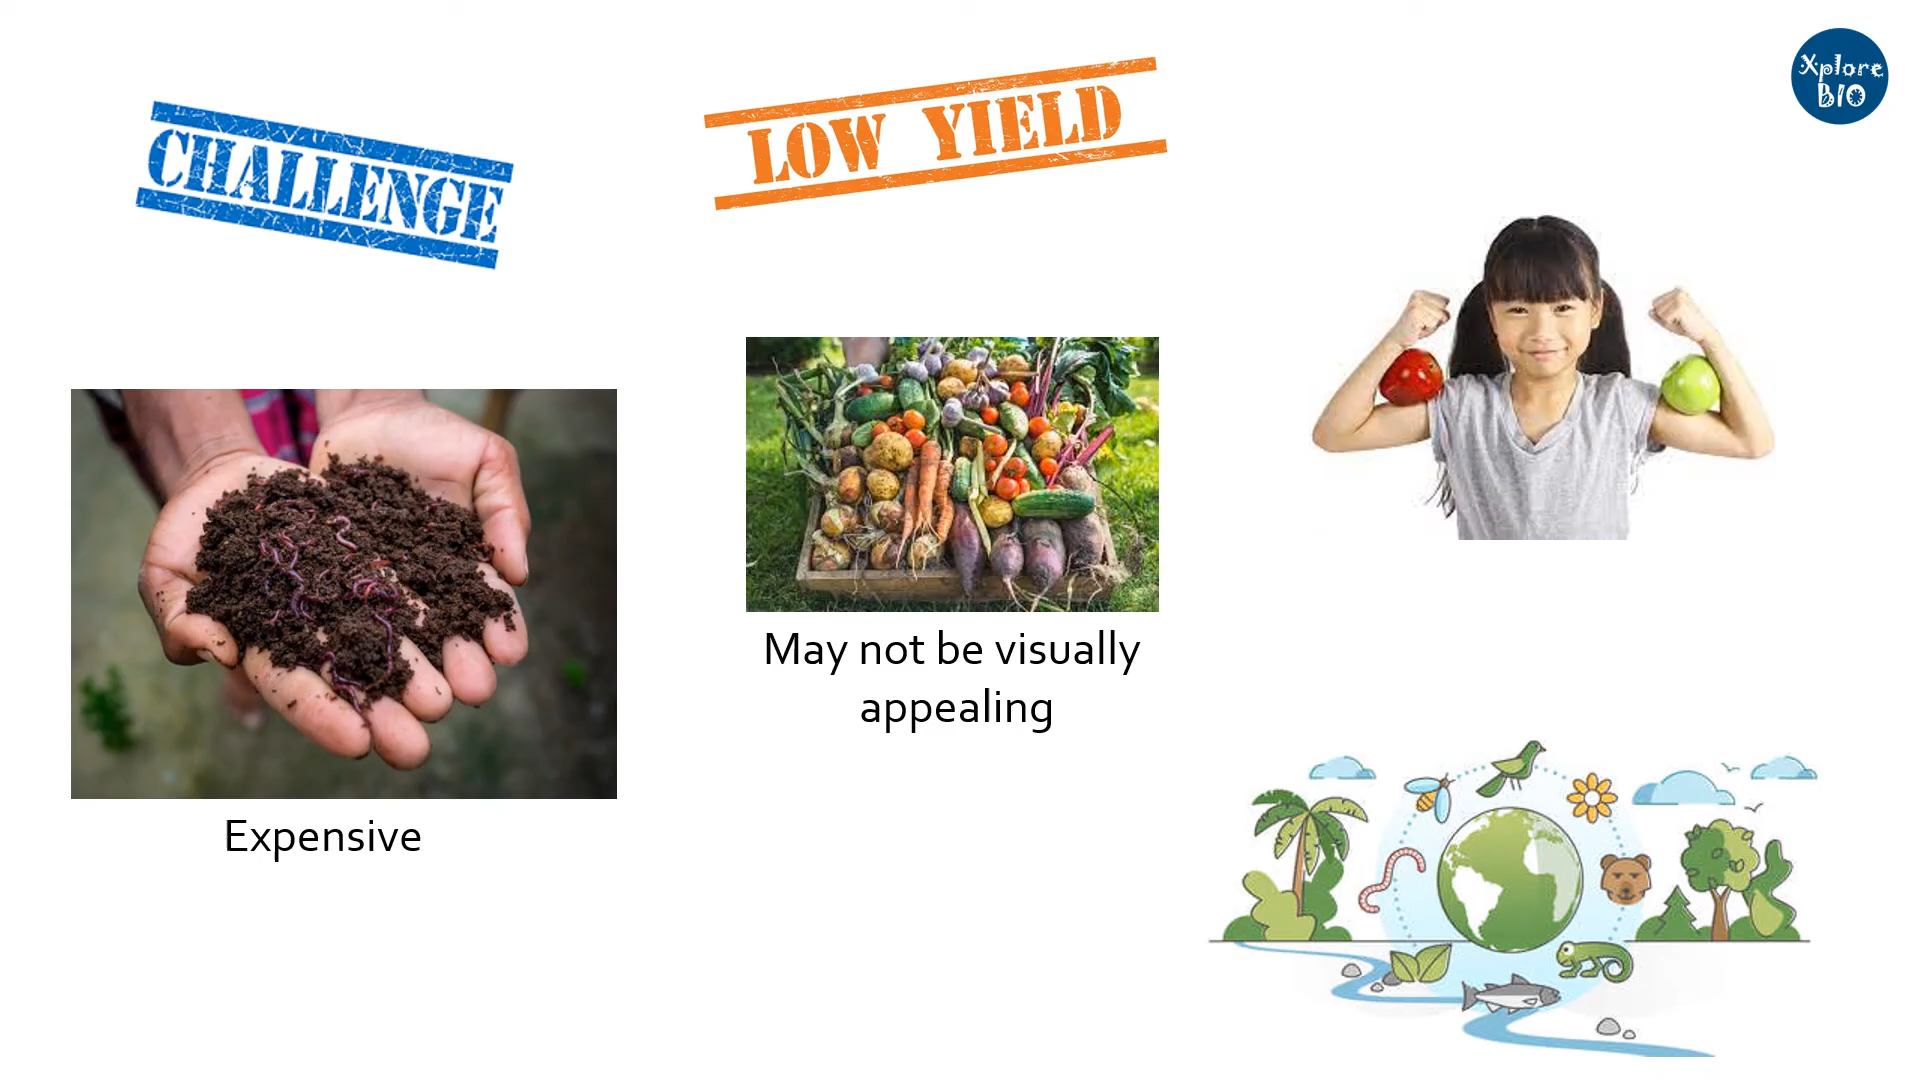 CHALLENGE
LOW YIELD
Xplore
BIO
May not be visually
appealing
Expensive